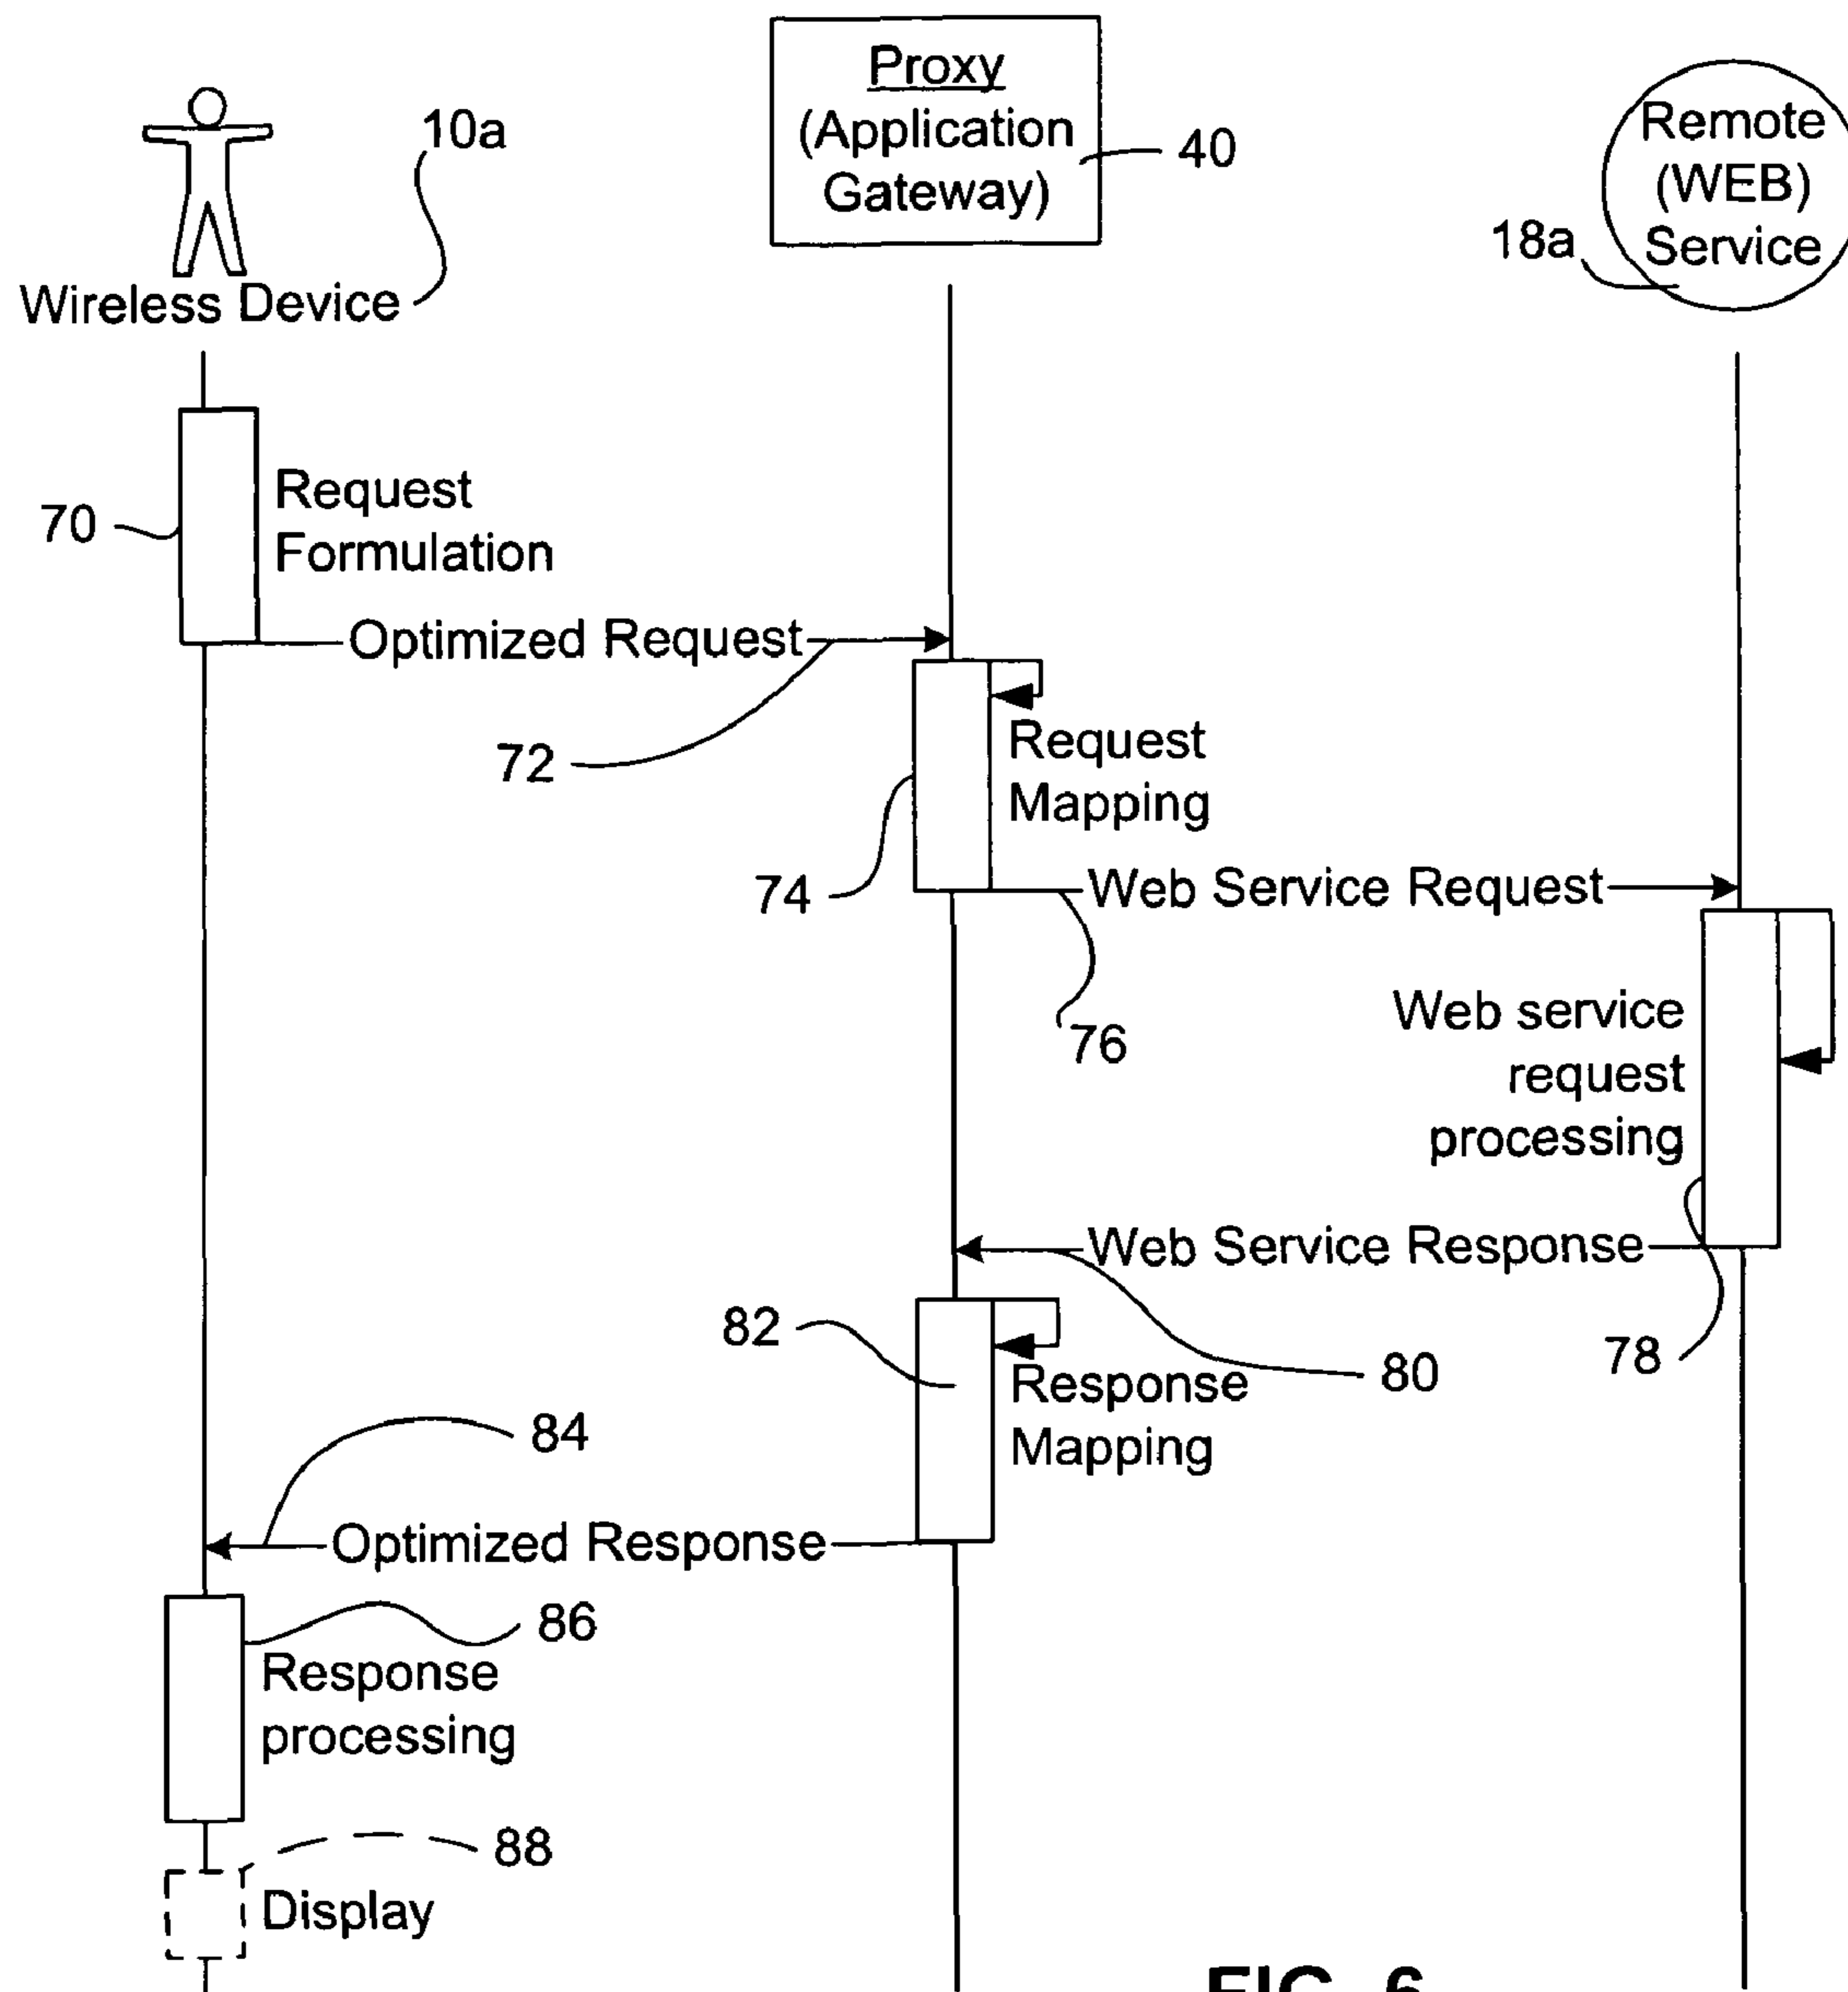 Proxy
(Application
Gateway)
40
10a
Wireless Device
Remote
(WEB)
Service
18a
70
Request
Formulation
Optimized Request
72
Request
Mapping
74
Web Service Request
76
Web service
request
processing
78
Web Service Response
80
82
Response
Mapping
84
Optimized Response
86
Response
processing
88
Display
FIG. 6